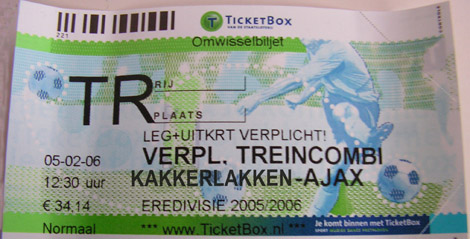 TICKETBOX
221
Omwisselbiljet
TR
RIJ
PLAATS
LEG+UITKRT VERPLICHT!
05-02-06
VERPL. TREINCOMBI
12:30 uur
KAKKERLAKKEN-AJAX
€ 34.14
EREDIVISIE 2005/2006
Je komt binnen met TicketBox
Normaal
*** www.TicketBox.nl ***